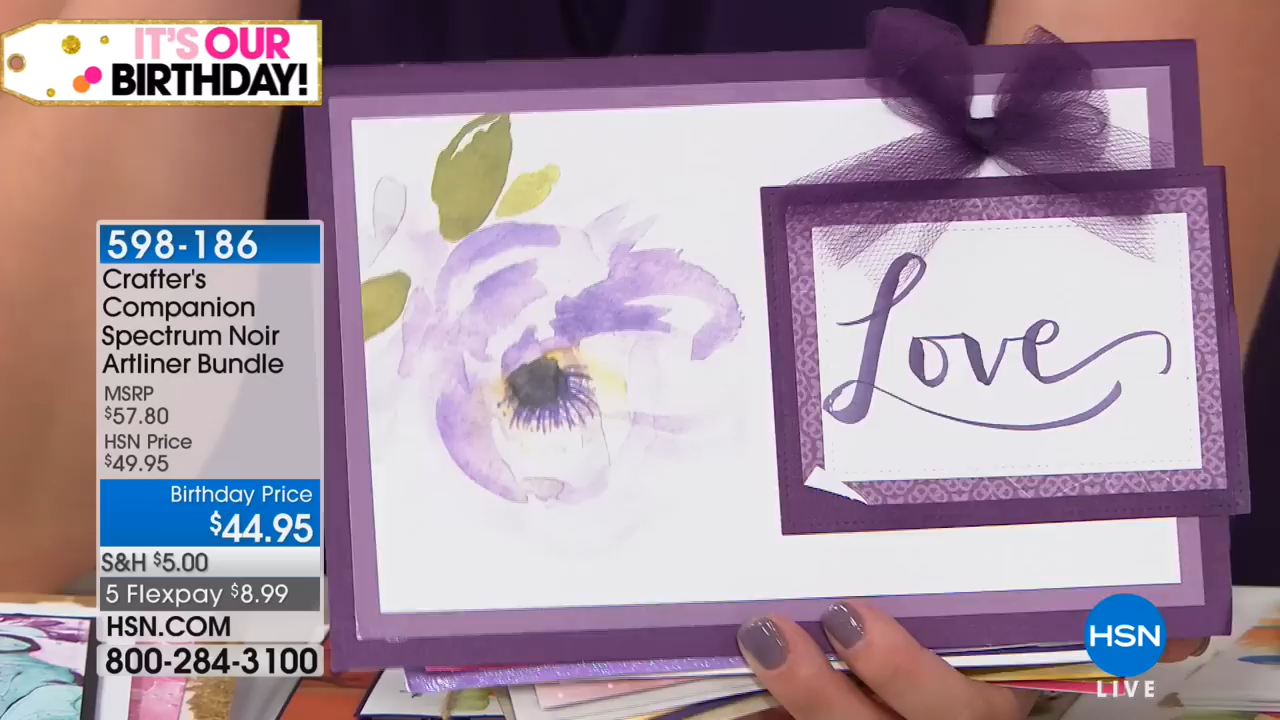 IT'S OUR
BIRTHDAY!
598-186
Crafter's
Companion
Spectrum Noir
Artliner Bundle
MSRP
$57.80
HSN Price
$49.95
Birthday Price
$44.95
S&H $5.00
5 Flexpay $8.99
HSN.COM
800-284-3100
Love
HSN
LIVE